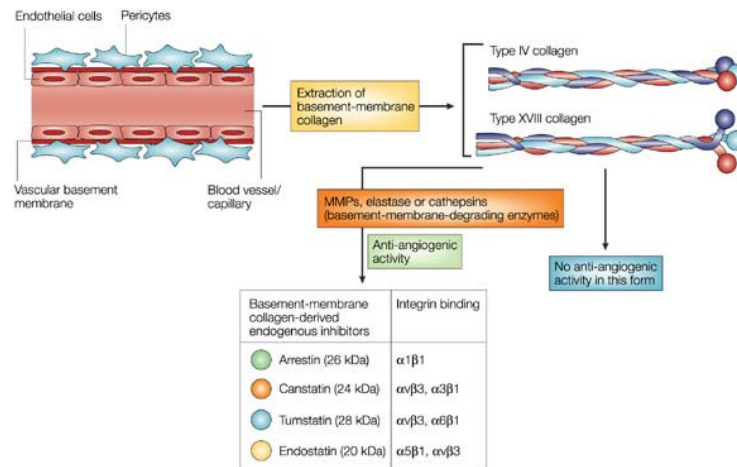 Endothelial cells
Pericytes
Vascular basement
membrane
Blood vessel/
capillary
Extraction of
basement-membrane
collagen
Type IV collagen
Type XVIII collagen
MMPs, elastase or cathepsins
(basement-membrane-degrading enzymes)
Anti-angiogenic
activity
No anti-angiogenic
activity in this form
Basement-membrane
collagen-derived
endogenous inhibitors
Integrin binding
Arrestin (26 kDa)
α1β1
Canstatin (24 kDa)
αvβ3, α3β1
Tumstatin (28 kDa)
αvβ3, α6β1
Endostatin (20 kDa)
α5β1, αvβ3